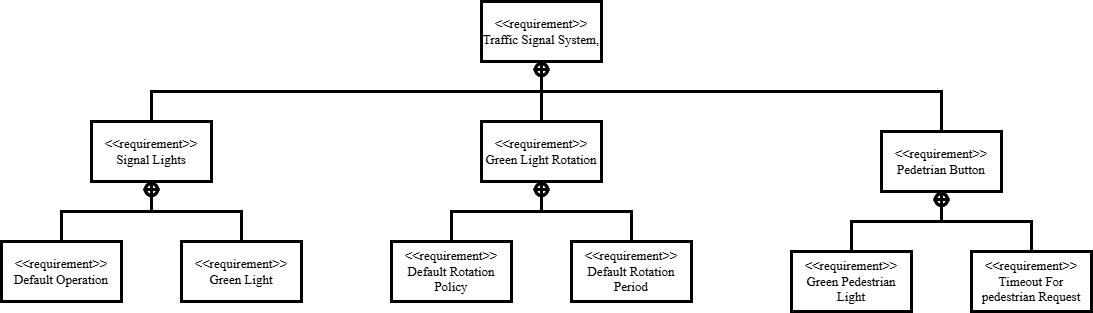 <<requirement>>
Traffic Signal System,
<<requirement>>
Signal Lights
<<requirement>>
Green Light Rotation
<<requirement>>
Pedetrian Button
<<requirement>>
Default Operation
<<requirement>>
Green Light
<<requirement>>
Default Rotation
Policy
<<requirement>>
Default Rotation
Period
<<requirement>>
Green Pedestrian
Light
<<requirement>>
Timeout For
pedestrian Request